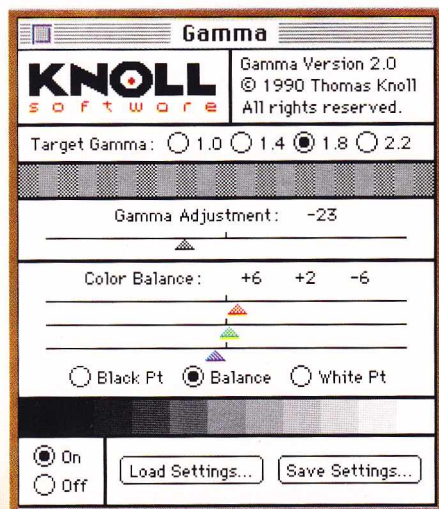 Gamma
KNOLL
software
Gamma Version 2.0
© 1990 Thomas Knoll
All rights reserved.
Target Gamma: 1.0 1.4 1.8 2.2
Gamma Adjustment: -23
Color Balance: +6 +2 -6
Black Pt Balance White Pt
On
Off
Load Settings... Save Settings...